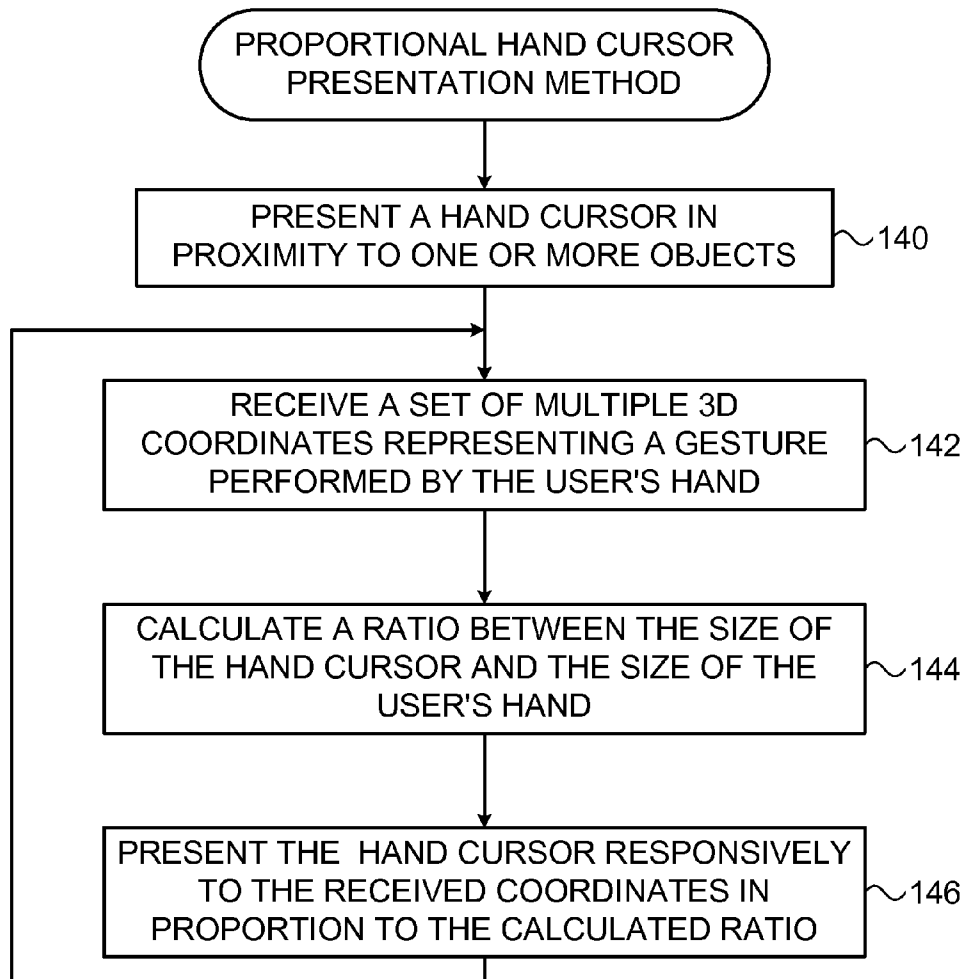 PROPORTIONAL HAND CURSOR
PRESENTATION METHOD
PRESENT A HAND CURSOR IN
PROXIMITY TO ONE OR MORE OBJECTS
140
RECEIVE A SET OF MULTIPLE 3D
COORDINATES REPRESENTING A GESTURE
PERFORMED BY THE USER'S HAND
142
CALCULATE A RATIO BETWEEN THE SIZE OF
THE HAND CURSOR AND THE SIZE OF THE
USER'S HAND
144
PRESENT THE HAND CURSOR RESPONSIVELY
TO THE RECEIVED COORDINATES IN
PROPORTION TO THE CALCULATED RATIO
146